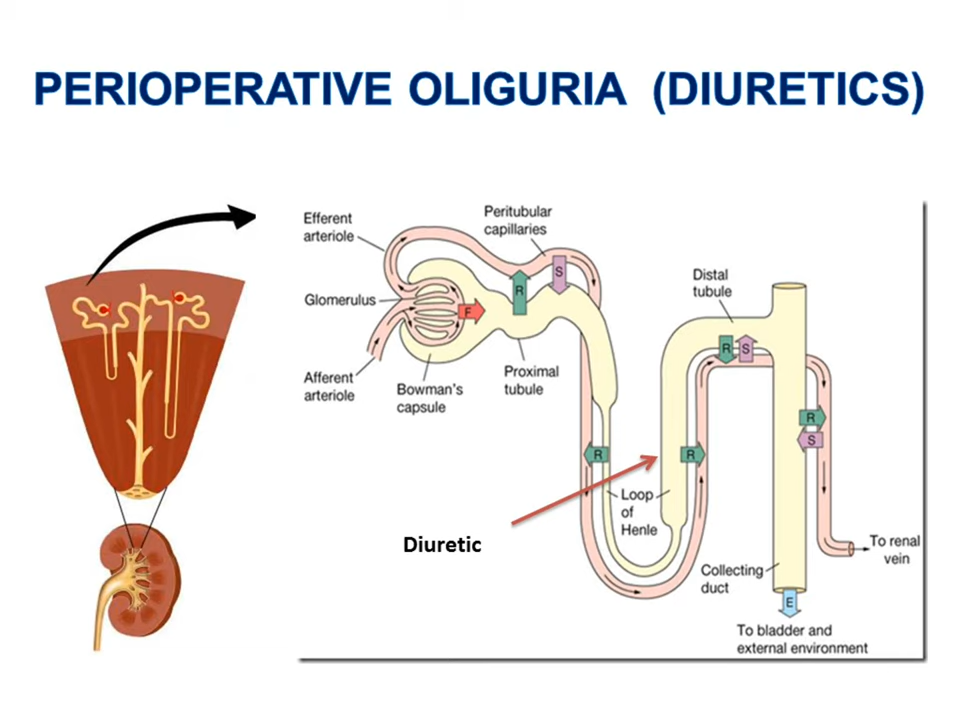 PERIOPERATIVE OLIGURIA (DIURETICS)
Efferent
arteriole
Peritubular
capillaries
Glomerulus
F
R
S
Afferent
arteriole
Bowman's
capsule
Proximal
tubule
Distal
tubule
R
S
R
S
R
R
Loop
of
Henle
Diuretic
Collecting
duct
To renal
vein
E
To bladder and
external environment